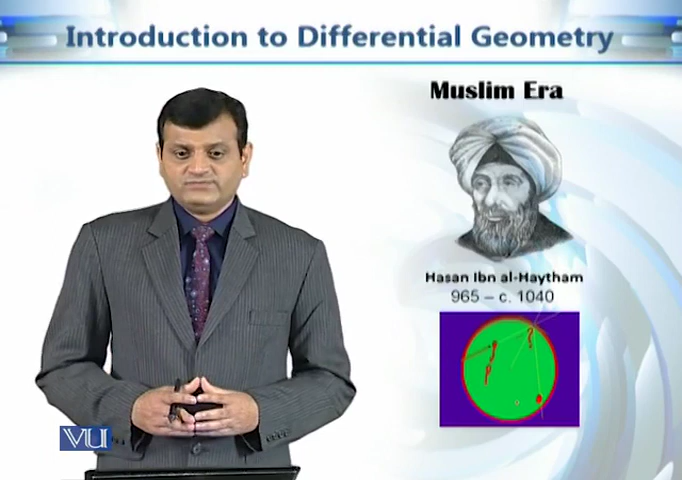 Introduction to Differential Geometry
Muslim Era
Hasan Ibn al-Haytham
965 – c. 1040
VU